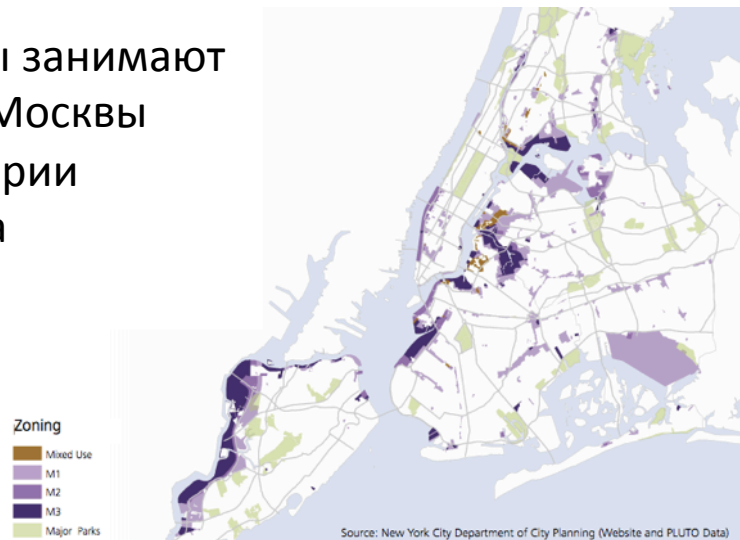 ы занимают
Москвы
рии
а
Zoning
Mixed Use
M1
M2
M3
Major Parks
Source: New York City Department of City Planning (Website and PLUTO Data)